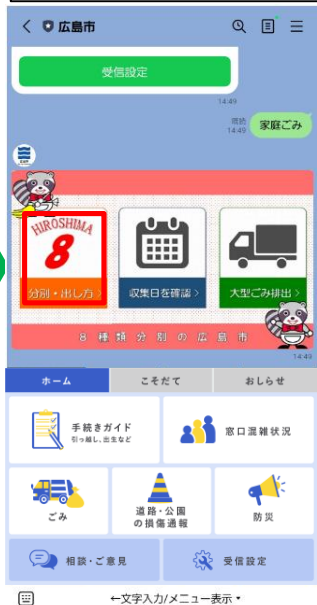 広島市
受信設定
14:49
既読
14:49
家庭ごみ
HIROSHIMA
8
分別・出し方>
収集日を確認>
大型ごみ排出>
8種類分別の広島市
14:49
ホーム
こそだて
おしらせ
手続きガイド
引っ越し、出生など
窓口混雑状況
ごみ
道路・公園
の損傷通報
防災
相談・ご意見
受信設定
←文字入力/メニュー表示▾